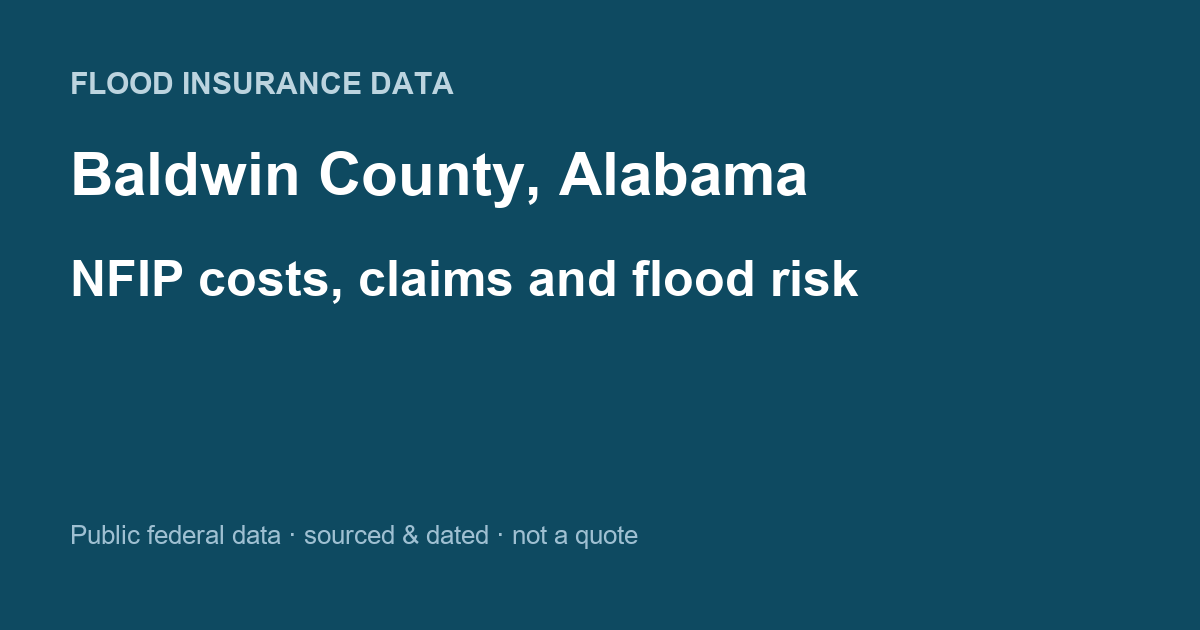 FLOOD INSURANCE DATA
Baldwin County, Alabama
NFIP costs, claims and flood risk
Public federal data · sourced & dated · not a quote